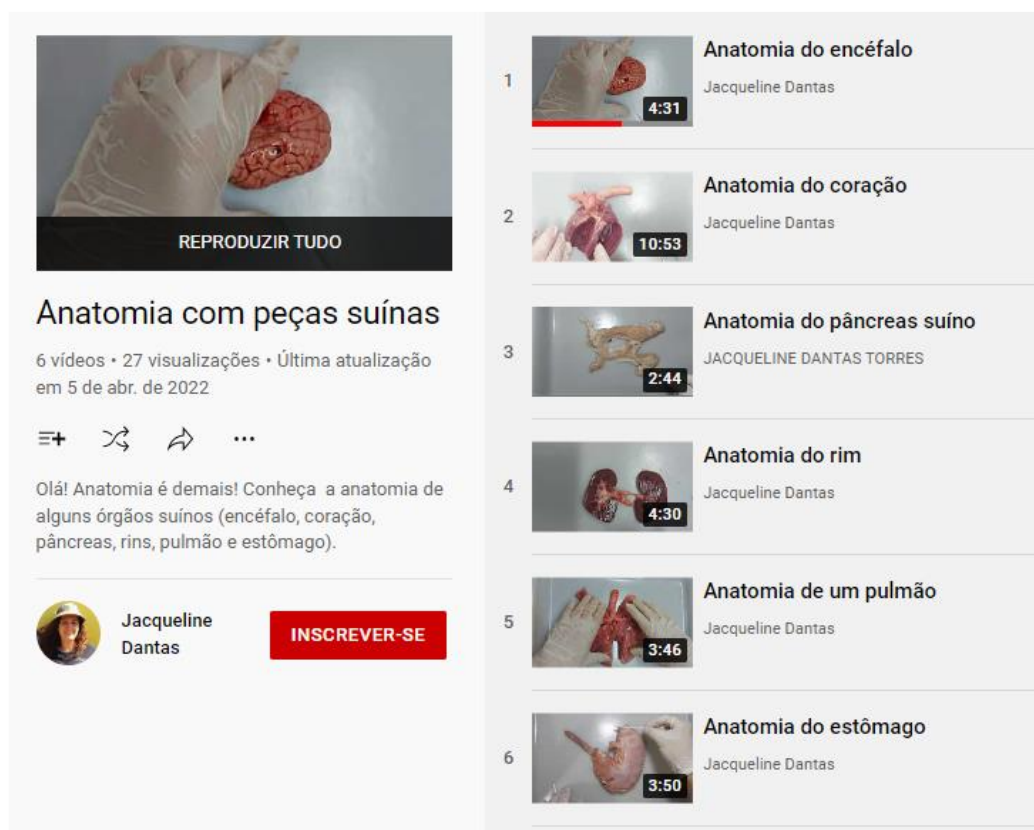 REPRODUZIR TUDO
Anatomia com peças suínas
6 vídeos • 27 visualizações • Última atualização
em 5 de abr. de 2022
Olá! Anatomia é demais! Conheça  a anatomia de
alguns órgãos suínos (encéfalo, coração,
pâncreas, rins, pulmão e estômago).
Jacqueline
Dantas
INSCREVER-SE
1
4:31
Anatomia do encéfalo
Jacqueline Dantas
2
10:53
Anatomia do coração
Jacqueline Dantas
3
2:44
Anatomia do pâncreas suíno
JACQUELINE DANTAS TORRES
4
4:30
Anatomia do rim
Jacqueline Dantas
5
3:46
Anatomia de um pulmão
Jacqueline Dantas
6
3:50
Anatomia do estômago
Jacqueline Dantas